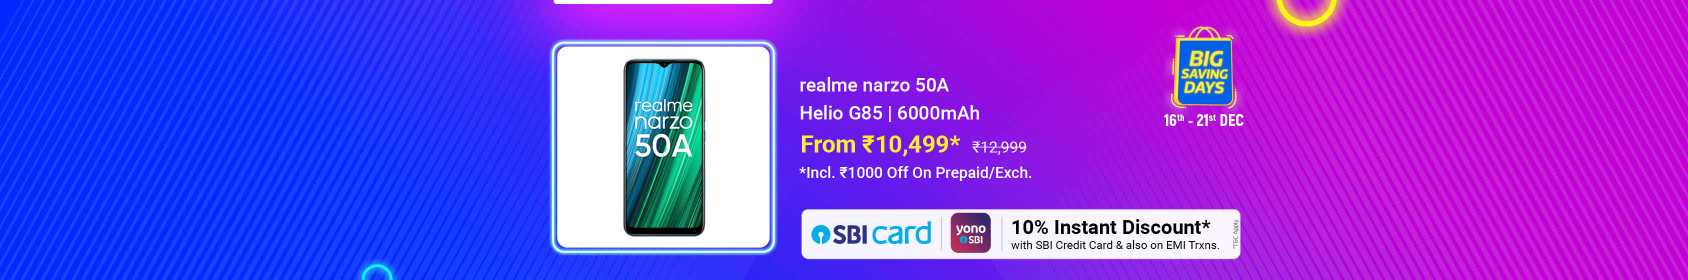 realme
narzo
50A
realme narzo 50A
Helio G85 | 6000mAh
From ₹10,499* ₹12,999
*Incl. ₹1000 Off On Prepaid/Exch.
SBI card
yono
SBI
10% Instant Discount*
with SBI Credit Card & also on EMI Trxns.
*T&C Apply
BIG
SAVING
DAYS
16th - 21st DEC